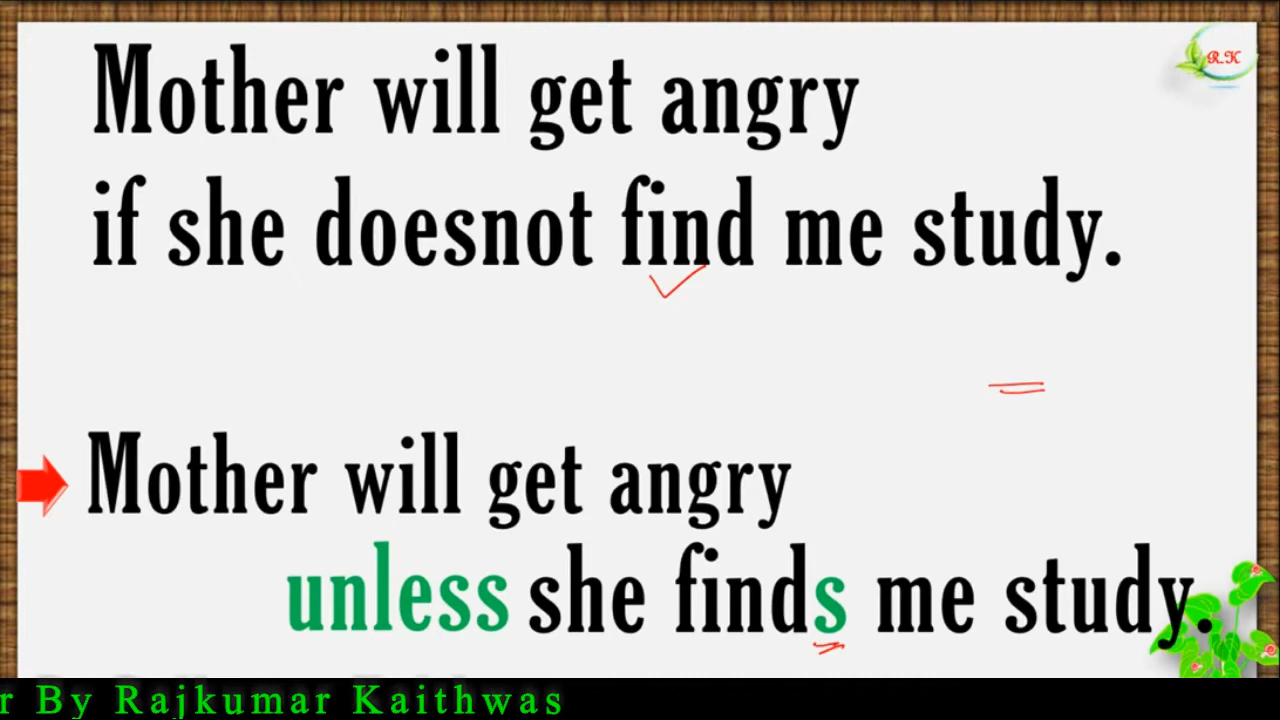 R.K
Mother will get angry
if she doesnot find me study.
Mother will get angry
unless she finds me study.
r By Rajkumar Kaithwas